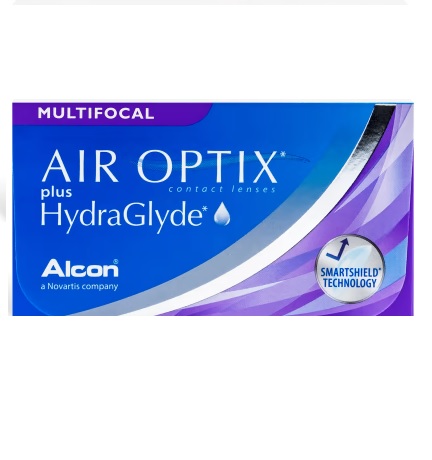 MULTIFOCAL
AIR OPTIX*
contact lenses
plus
HydraGlyde*
Alcon®
a Novartis company
SMARTSHIELD*
TECHNOLOGY